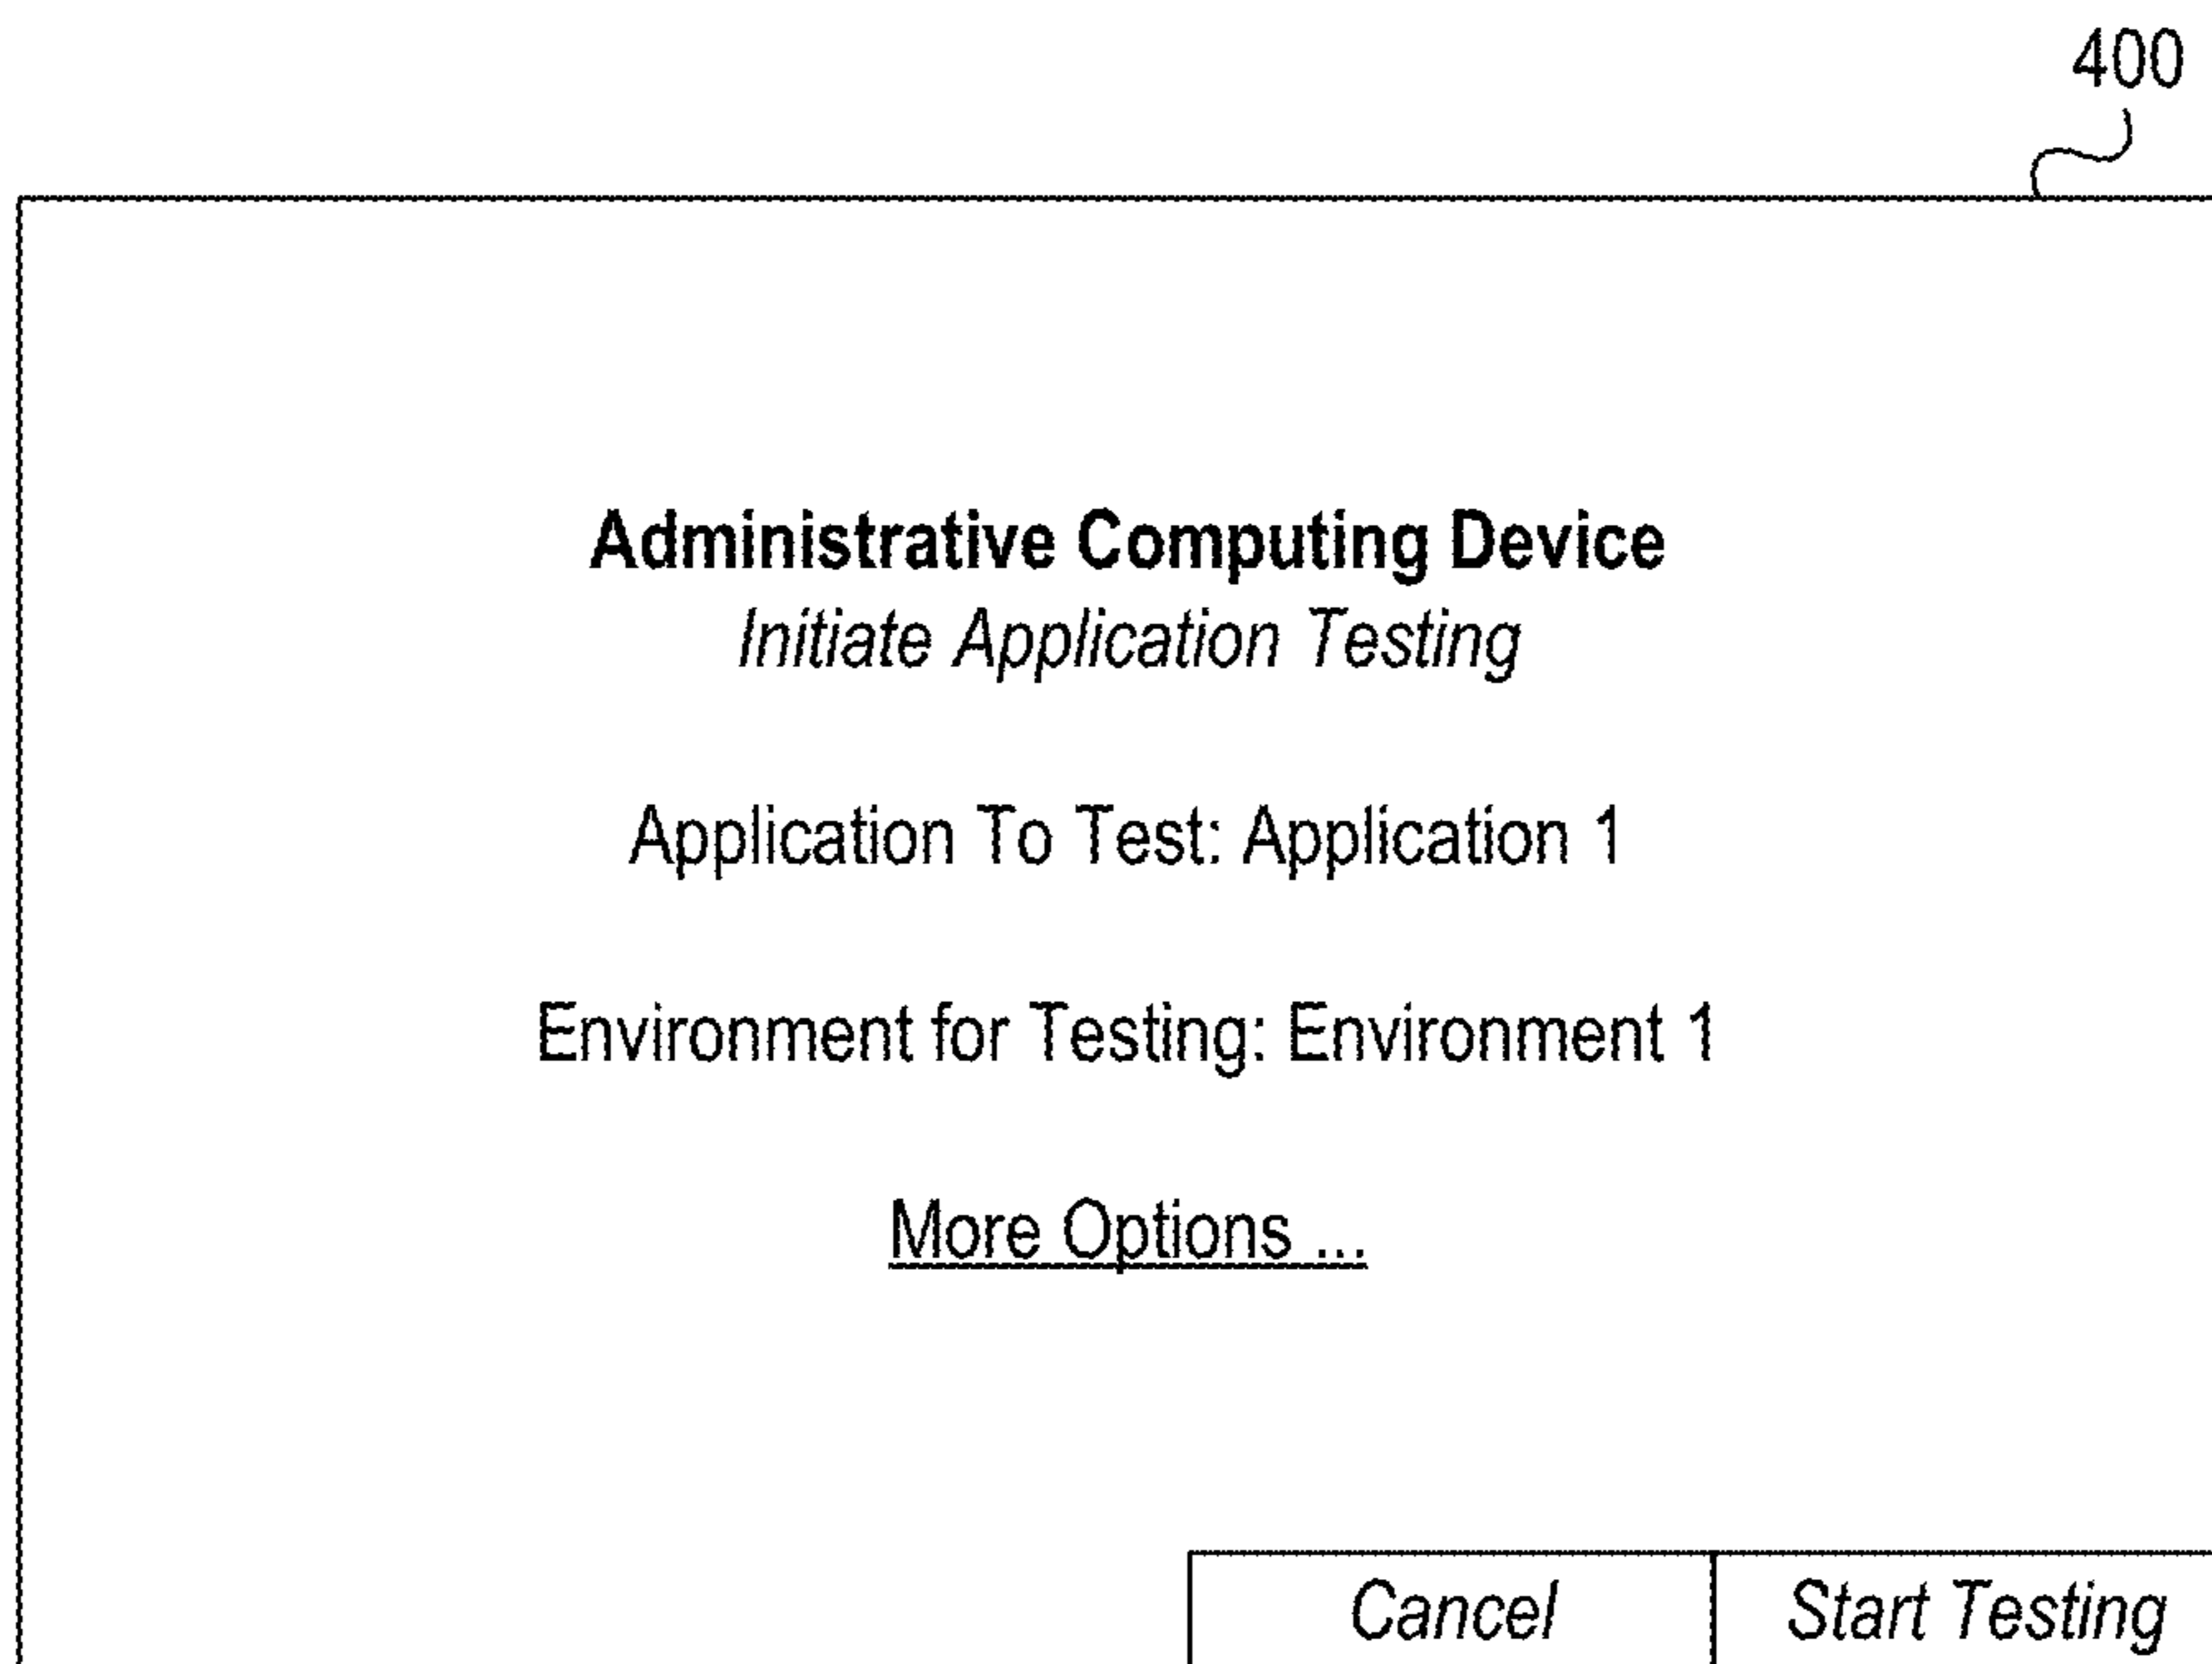 400
Administrative Computing Device
Initiate Application Testing
Application To Test: Application 1
Environment for Testing: Environment 1
More Options ...
Cancel
Start Testing